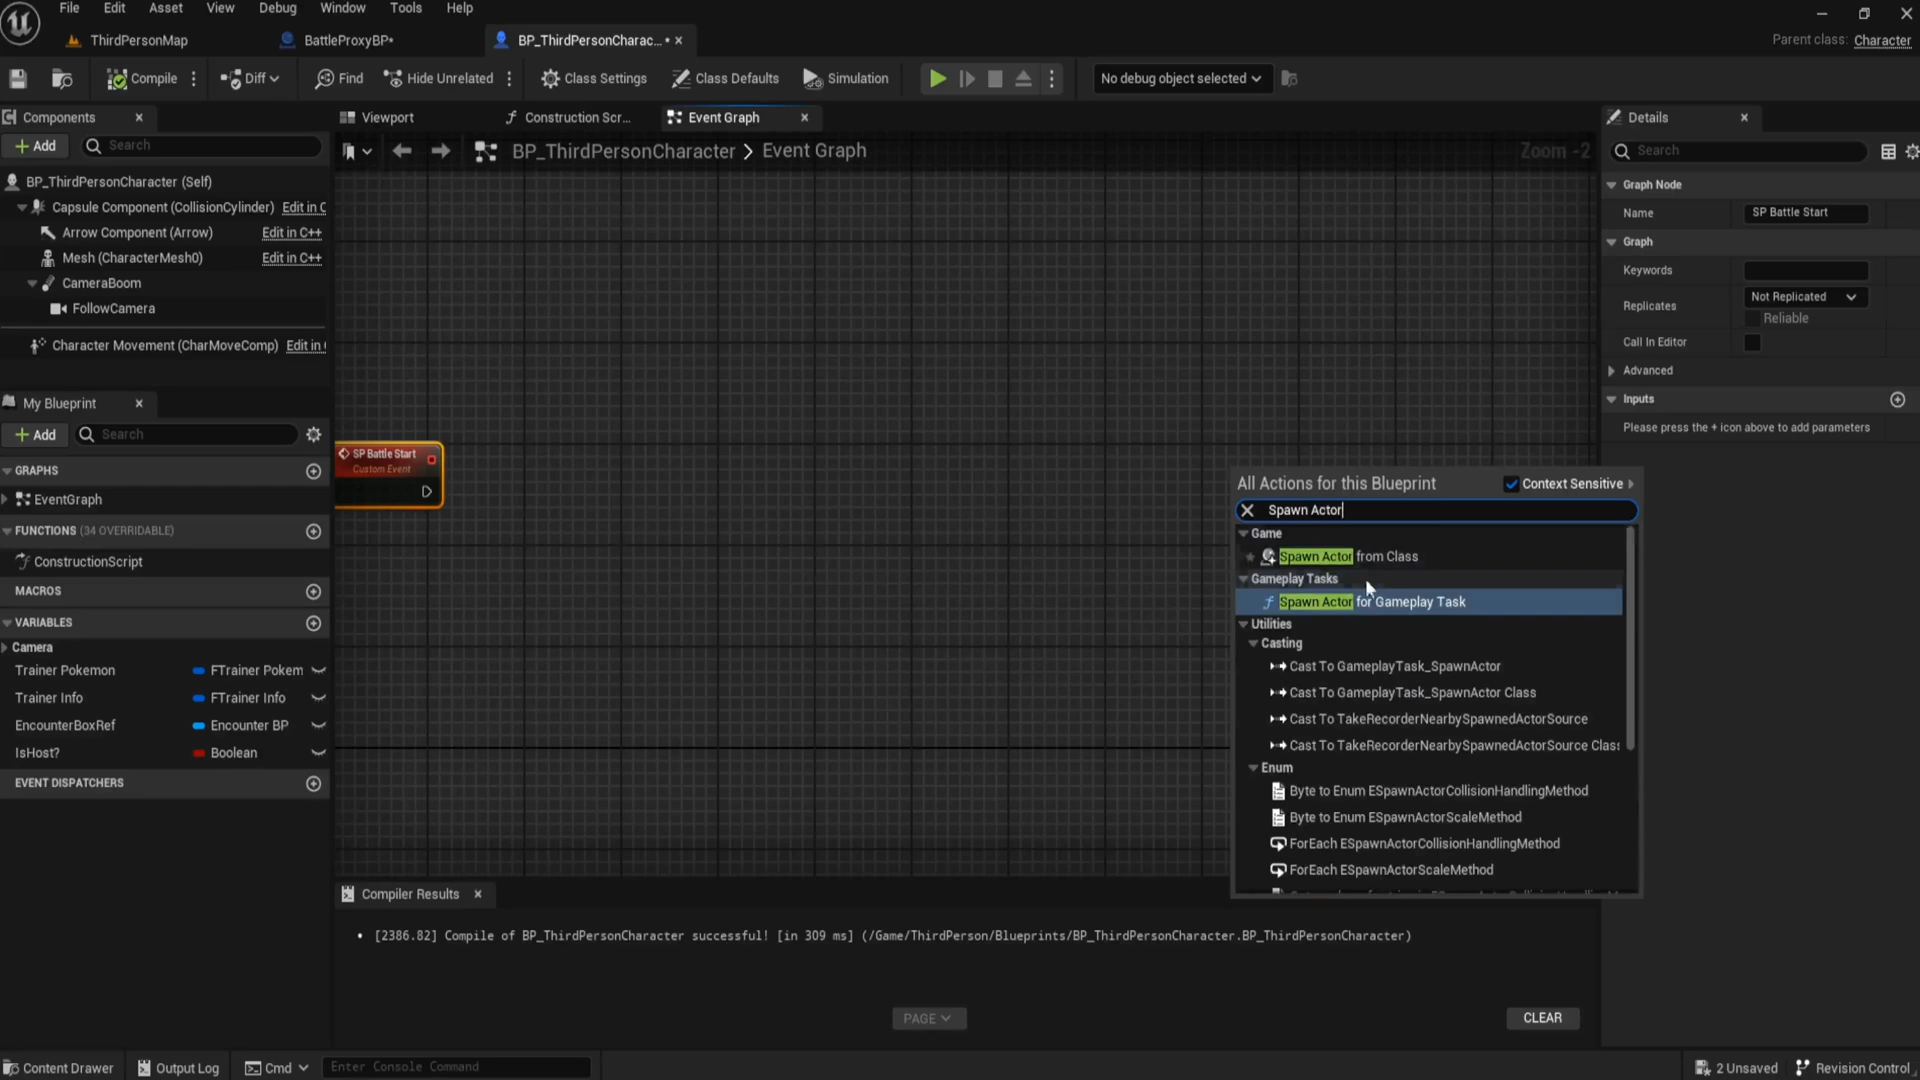 File Edit Asset View Debug Window Tools Help
ThirdPersonMap BattleProxyBP* BP_ThirdPersonCharac... •
Parent class: Character
Compile Diff Find Hide Unrelated Class Settings Class Defaults Simulation No debug object selected
Components
Add Search
BP_ThirdPersonCharacter (Self)
Capsule Component (CollisionCylinder) Edit in C
Arrow Component (Arrow) Edit in C++
Mesh (CharacterMesh0) Edit in C++
CameraBoom
FollowCamera
Character Movement (CharMoveComp) Edit in
My Blueprint
Add Search
GRAPHS
EventGraph
FUNCTIONS (34 OVERRIDABLE)
ConstructionScript
MACROS
VARIABLES
Camera
Trainer Pokemon FTrainer Pokem
Trainer Info FTrainer Info
EncounterBoxRef Encounter BP
IsHost? Boolean
EVENT DISPATCHERS
Viewport Construction Scr... Event Graph
BP_ThirdPersonCharacter > Event Graph
Zoom -2
SP Battle Start
Custom Event
All Actions for this Blueprint Context Sensitive
Spawn Actor
Game
Spawn Actor from Class
Gameplay Tasks
Spawn Actor for Gameplay Task
Utilities
Casting
Cast To GameplayTask_SpawnActor
Cast To GameplayTask_SpawnActor Class
Cast To TakeRecorderNearbySpawnedActorSource
Cast To TakeRecorderNearbySpawnedActorSource Clas
Enum
Byte to Enum ESpawnActorCollisionHandlingMethod
Byte to Enum ESpawnActorScaleMethod
ForEach ESpawnActorCollisionHandlingMethod
ForEach ESpawnActorScaleMethod
Compiler Results
• [2386.82] Compile of BP_ThirdPersonCharacter successful! [in 309 ms] (/Game/ThirdPerson/Blueprints/BP_ThirdPersonCharacter.BP_ThirdPersonCharacter)
PAGE CLEAR
Details
Search
Graph Node
Name SP Battle Start
Graph
Keywords
Replicates Not Replicated
Reliable
Call In Editor
Advanced
Inputs
Please press the + icon above to add parameters
Content Drawer Output Log Cmd Enter Console Command 2 Unsaved Revision Control